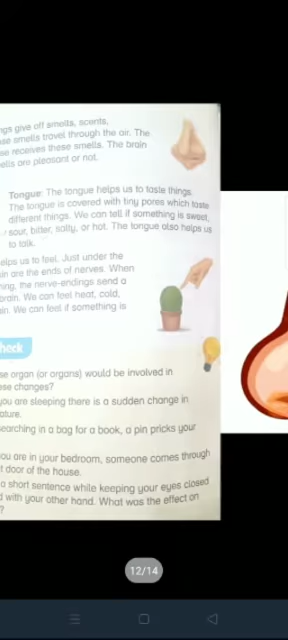 ngs give off smells, scents,
se smells travel through the air. The
se receives these smells. The brain
ells are pleasant or not.
Tongue: The tongue helps us to taste things.
The tongue is covered with tiny pores which taste
different things. We can tell if something is sweet,
sour, bitter, salty, or hot. The tongue also helps us
to talk.
elps us to feel. Just under the
in are the ends of nerves. When
hing, the nerve-endings send a
brain. We can feel heat, cold,
in. We can feel if something is
heck
se organ (or organs) would be involved in
ese changes?
you are sleeping there is a sudden change in
ature.
earching in a bag for a book, a pin pricks your
ou are in your bedroom, someone comes through
t door of the house.
a short sentence while keeping your eyes closed
d with your other hand. What was the effect on
?
12/14